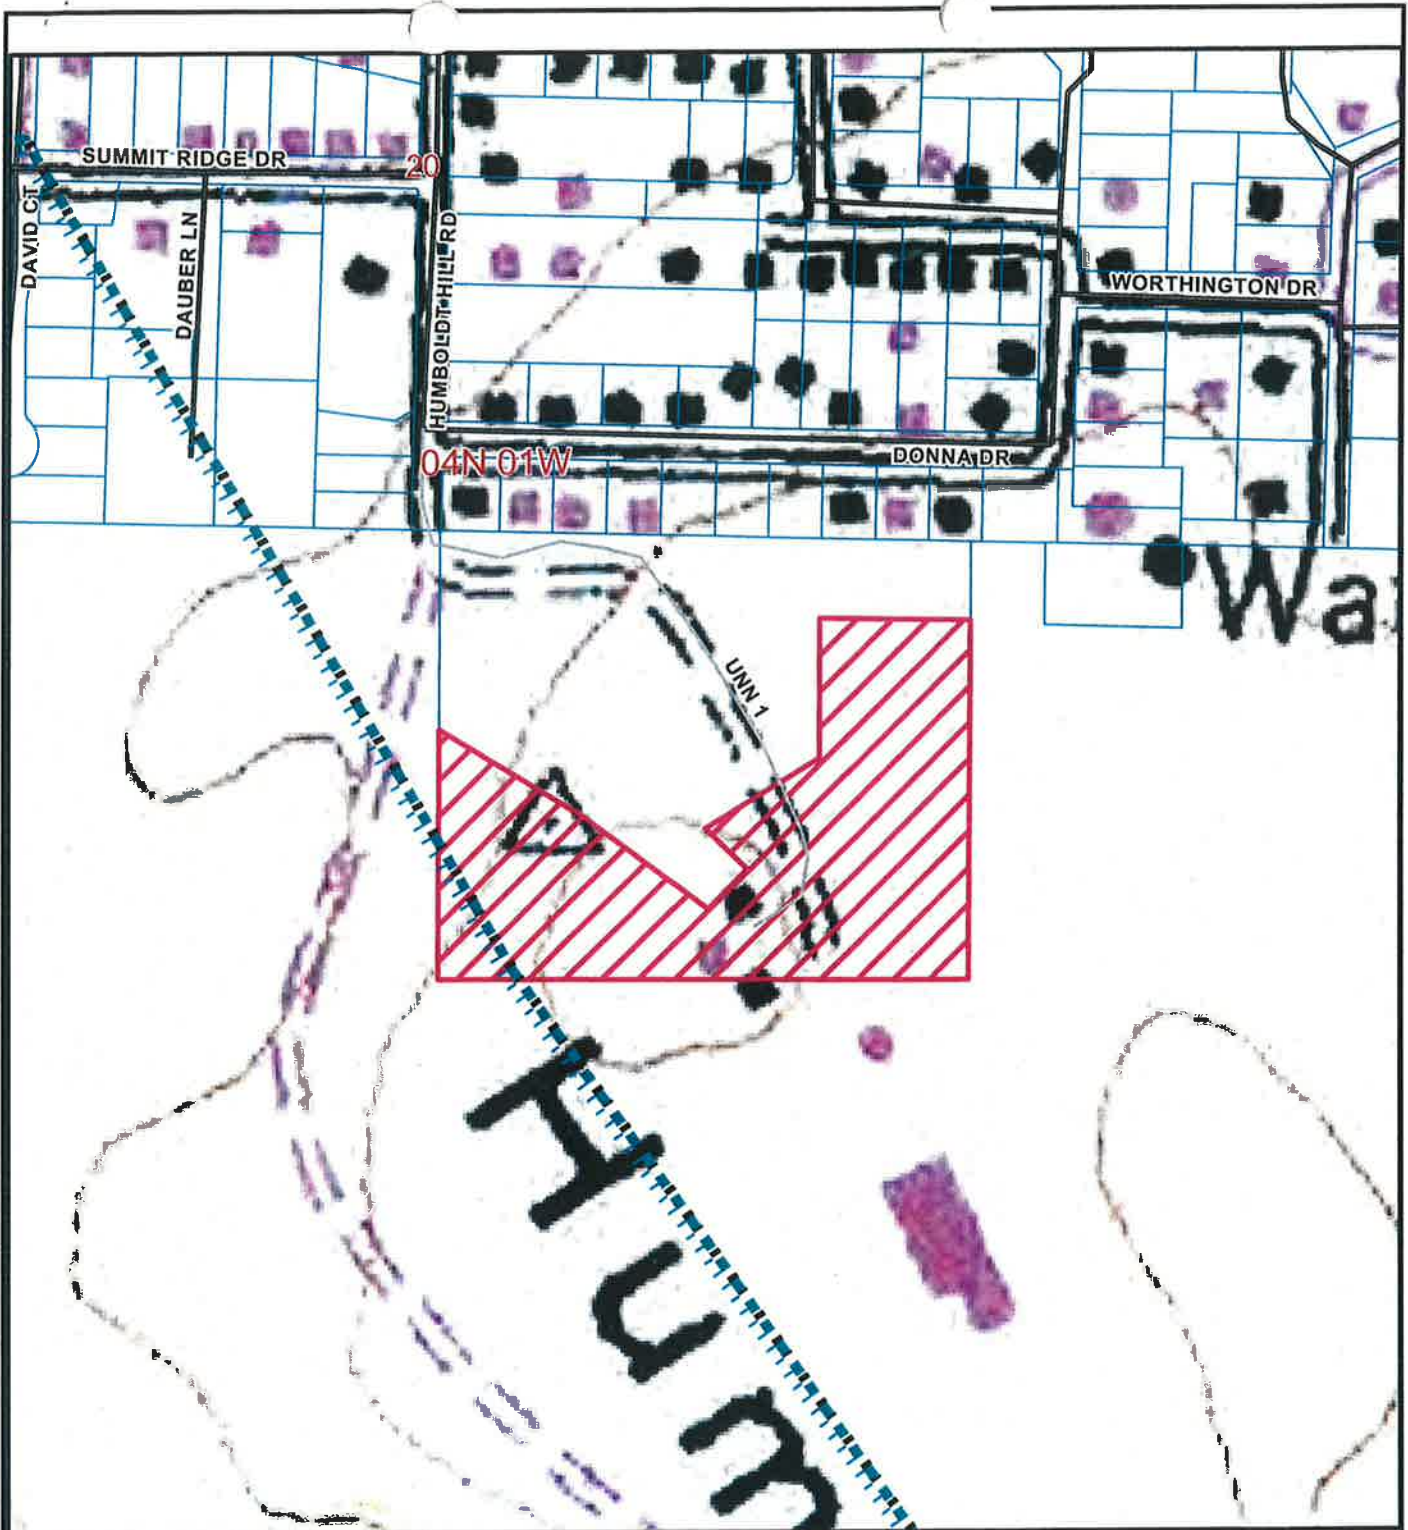 SUMMIT RIDGE DR
20
DAVID CT
DAUBER LN
HUMBOLDT HILL RD
WORTHINGTON DR
04N 01W
DONNA DR
Wa
UNN 1
Hum